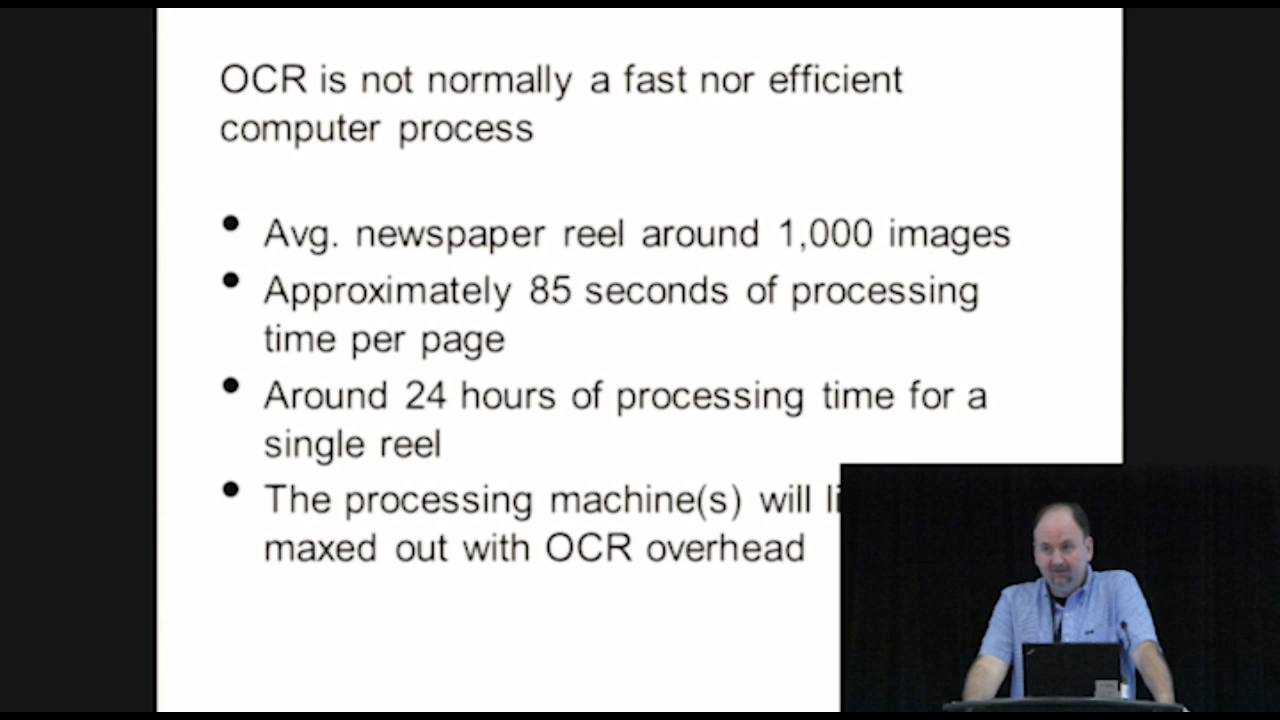 OCR is not normally a fast nor efficient
computer process
• Avg. newspaper reel around 1,000 images
• Approximately 85 seconds of processing
time per page
• Around 24 hours of processing time for a
single reel
• The processing machine(s) will
maxed out with OCR overhead